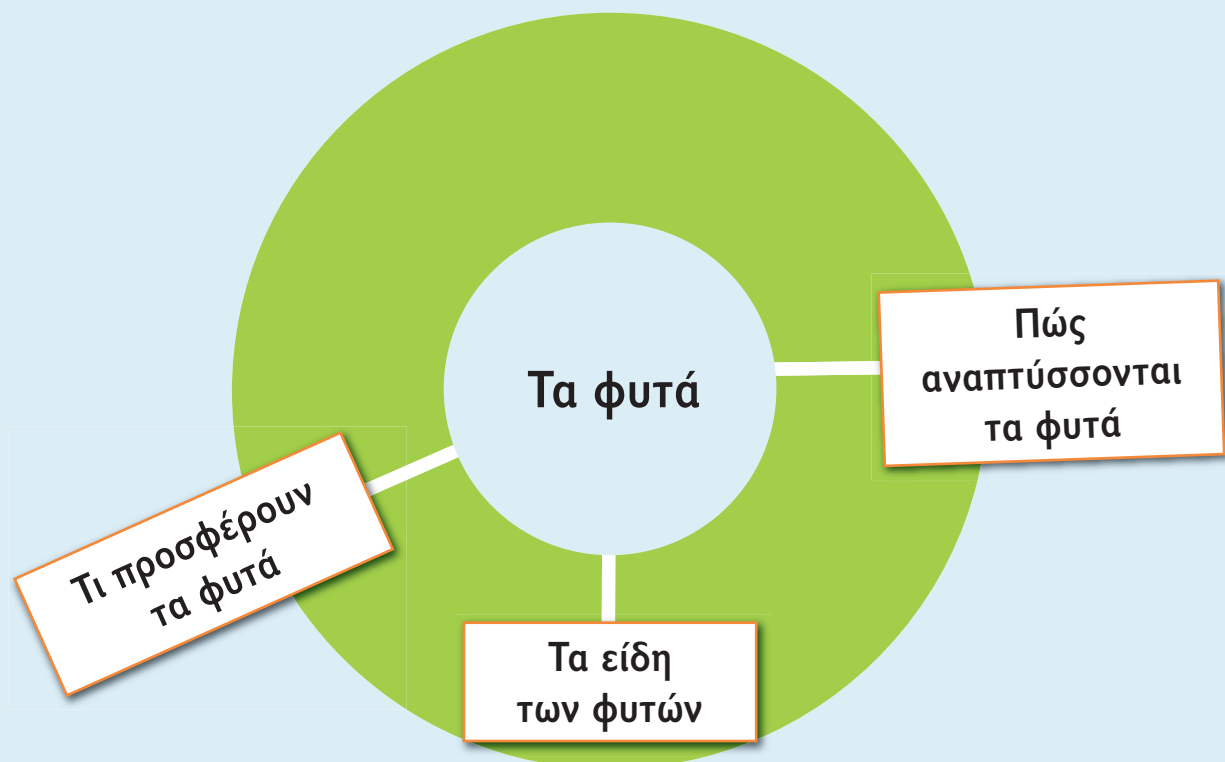 Τα φυτά
Πώς
αναπτύσσονται
τα φυτά
Τι προσφέρουν
τα φυτά
Τα είδη
των φυτών